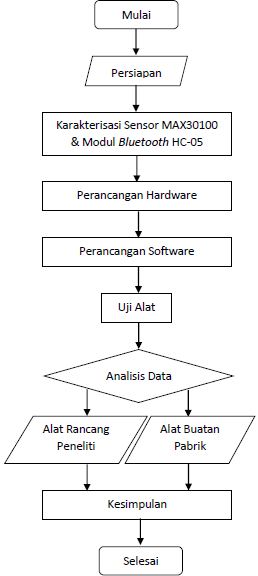 Mulai
Persiapan
Karakterisasi Sensor MAX30100
& Modul Bluetooth HC-05
Perancangan Hardware
Perancangan Software
Uji Alat
Analisis Data
Alat Rancang
Peneliti
Alat Buatan
Pabrik
Kesimpulan
Selesai